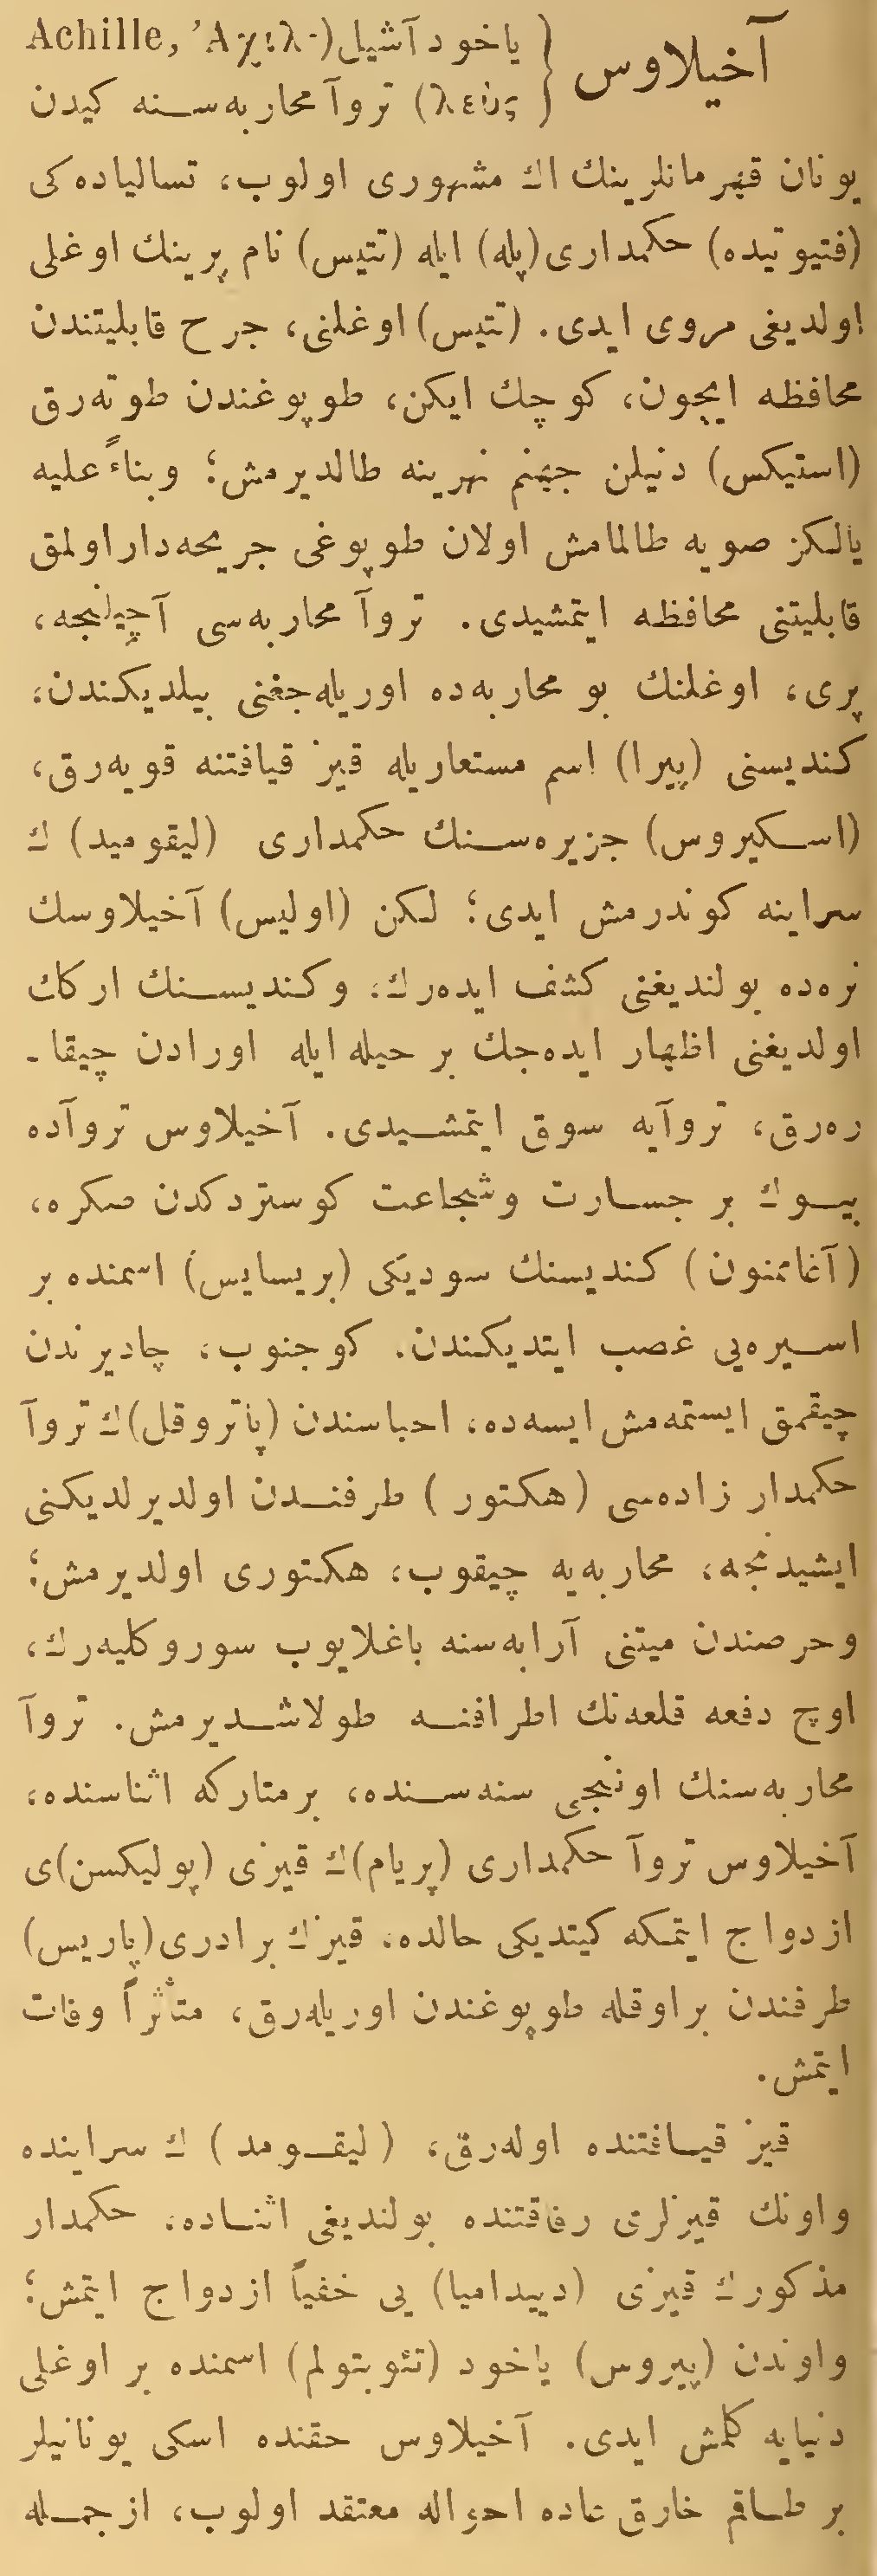 آخیلاوس { یاخود آشیل (Achille, Ἀχιλ-
λεύς) تروآ محاربه‌سنه کیدن
یونان قهرمانلرینك اك مشهوری اولوب، تسالیاده‌کی
(فتیوتیده) حکمداری (پله) ایله (تتیس) نام پرینك اوغلی
اولدیغی مروی ایدی. (تتیس) اوغلنی، جرح قابلیتندن
محافظه ایچون، کوچك ایکن، طوپوغندن طوته‌رق
(استیکس) دنیلن جهنم نهرینه طالدیرمش؛ وبناءً علیه
یالکز صویه طالمامش اولان طوپوغی جریحه‌دار اولمق
قابلیتنی محافظه ایتمشیدی. تروآ محاربه‌سی آچیلنجه،
پری، اوغلنك بو محاربه‌ده اوریله‌جغنی بیلدیکندن،
کندیسنی (پیرا) اسم مستعاریله قیز قیافتنه قویه‌رق،
(اسکیروس) جزیره‌سنك حکمداری (لیقومید) ك
سراینه کوندرمش ایدی؛ لکن (اولیس) آخیلاوسك
نره‌ده بولندیغنی کشف ایده‌رك، وکندیسنك ارکك
اولدیغنی اظهار ایده‌جك بر حیله ایله اورادن چیقا-
ره‌رق، تروآیه سوق ایتمشیدی. آخیلاوس تروآده
بیوك بر جسارت وشجاعت کوستردکدن صکره،
(آغاممنون) کندیسنك سودیکی (بریسایس) اسمنده بر
اسیره‌یی غصب ایتدیکندن. کوجنوب، چادیرندن
چیقمق ایستمه‌مش ایسه‌ده، احباسندن (پاتروقل)ك تروآ
حکمدار زاده‌سی (هکتور) طرفندن اولدیرلدیکنی
ایشیدنجه، محاربه‌یه چیقوب، هکتوری اولدیرمش؛
وحرصندن میتنی آرابه‌سنه باغلایوب سوروکلیه‌رك،
اوچ دفعه قلعه‌نك اطرافنه طولاشدیرمش. تروآ
محاربه‌سنك اوننجی سنه‌سنده، برمتارکه اثناسنده،
آخیلاوس تروآ حکمداری (پریام)ك قیزی (پولیکسن)ی
ازدواج ایتمکه کیتدیکی حالده، قیزك برادری (پاریس)
طرفندن براوقله طوپوغندن اوریله‌رق، متأثراً وفات
ایتمش.
قیز قیافتنده اوله‌رق، (لیقومد) ك سراینده
واونك قیزلری رفاقتنده بولندیغی اثناده، حکمدار
مذکورك قیزی (دییدامیا) یی خفیاً ازدواج ایتمش؛
واوندن (پیروس) یاخود (نئوپتولم) اسمنده بر اوغلی
دنیایه کلمش ایدی. آخیلاوس حقنده اسکی یونانیلر
بر طاقم خارق عاده احواله معتقد اولوب، ازجمله